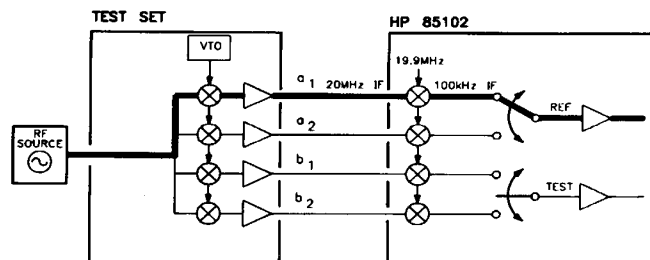 TEST SET
HP 85102
VTO
19.9MHz
a1 20MHz IF
100kHz IF
REF
RF
SOURCE
a2
b1
TEST
b2